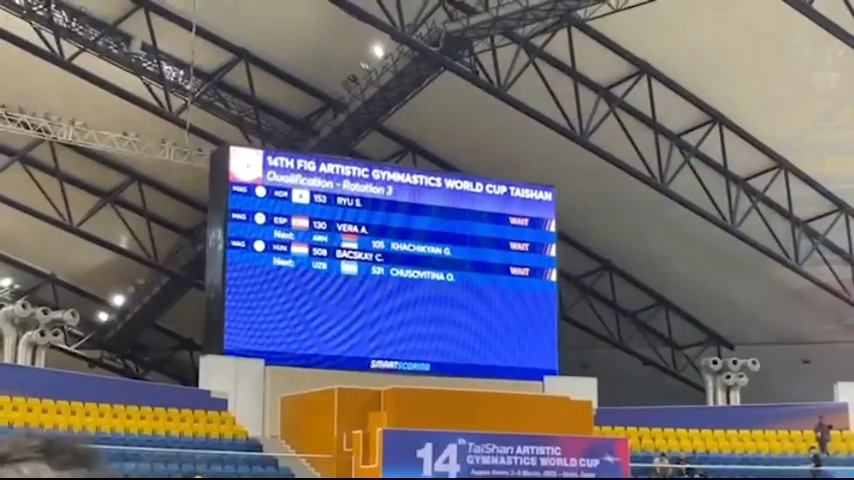 14TH FIG ARTISTIC GYMNASTICS WORLD CUP TAISHAN
Qualification - Rotation 3
MAG KOR 153 RYU S. WAIT
MAG ESP 130 VERA A. WAIT
Next: ARM 105 KHACHIKYAN G.
WAG HUN 508 BACSKAY C. WAIT
Next: UZB 531 CHUSOVITINA O.
SMARTSCORING
14th TaiShan ARTISTIC
GYMNASTICS WORLD CUP